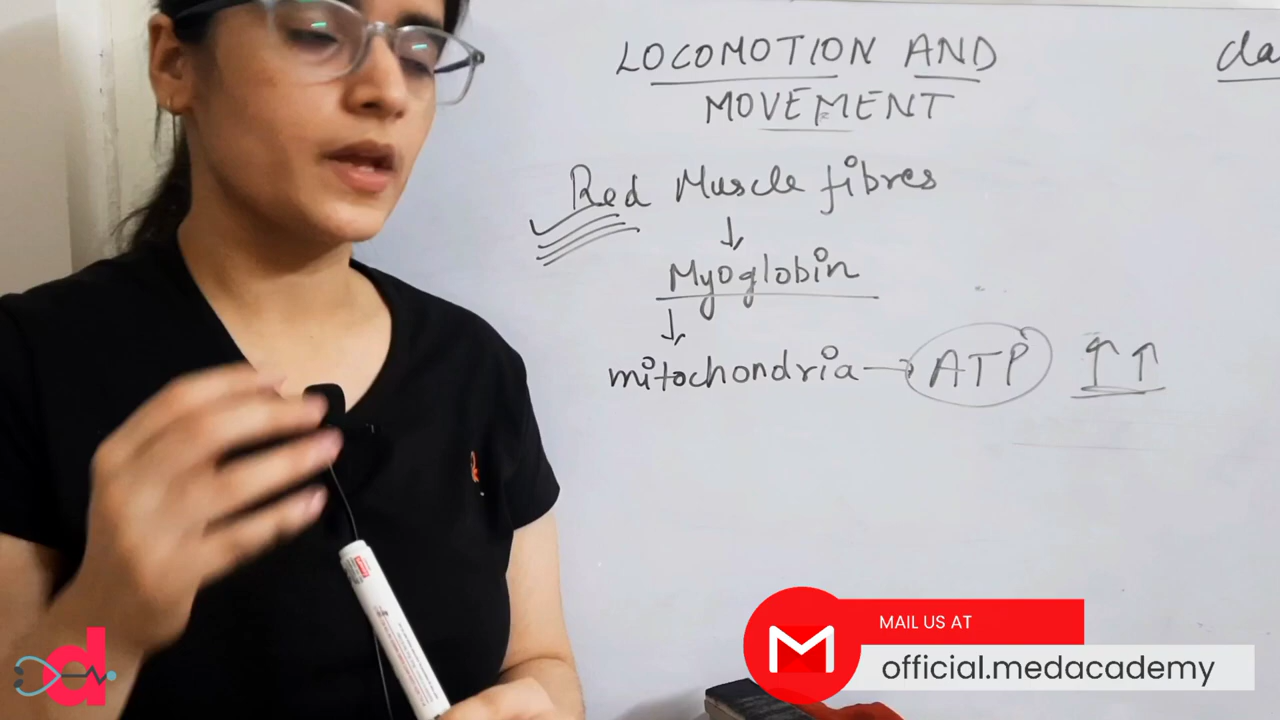 LOCOMOTION AND
MOVEMENT
Red Muscle fibres
↓
Myoglobin
↓
mitochondria → ATP ↑↑
MAIL US AT
official.medacademy